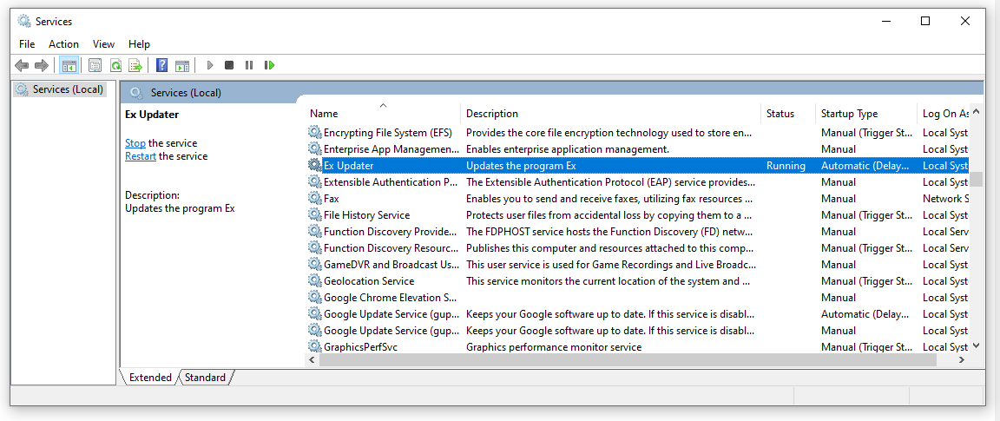 Services
File Action View Help
Services (Local)
Services (Local)
Ex Updater
Stop the service
Restart the service
Description:
Updates the program Ex
Name Description Status Startup Type Log On As
Encrypting File System (EFS) Provides the core file encryption technology used to store en... Manual (Trigger St... Local Syst
Enterprise App Managemen... Enables enterprise application management. Manual Local Syst
Ex Updater Updates the program Ex Running Automatic (Delay... Local Syst
Extensible Authentication P... The Extensible Authentication Protocol (EAP) service provides... Manual Local Syst
Fax Enables you to send and receive faxes, utilizing fax resources ... Manual Network S
File History Service Protects user files from accidental loss by copying them to a ... Manual (Trigger St... Local Syst
Function Discovery Provide... The FDPHOST service hosts the Function Discovery (FD) netw... Manual Local Serv
Function Discovery Resourc... Publishes this computer and resources attached to this comp... Manual (Trigger St... Local Serv
GameDVR and Broadcast Us... This user service is used for Game Recordings and Live Broadc... Manual Local Syst
Geolocation Service This service monitors the current location of the system and ... Manual (Trigger St... Local Syst
Google Chrome Elevation S... Manual Local Syst
Google Update Service (gup... Keeps your Google software up to date. If this service is disabl... Automatic (Delay... Local Syst
Google Update Service (gup... Keeps your Google software up to date. If this service is disabl... Manual Local Syst
GraphicsPerfSvc Graphics performance monitor service Manual (Trigger St... Local Syst
Extended Standard